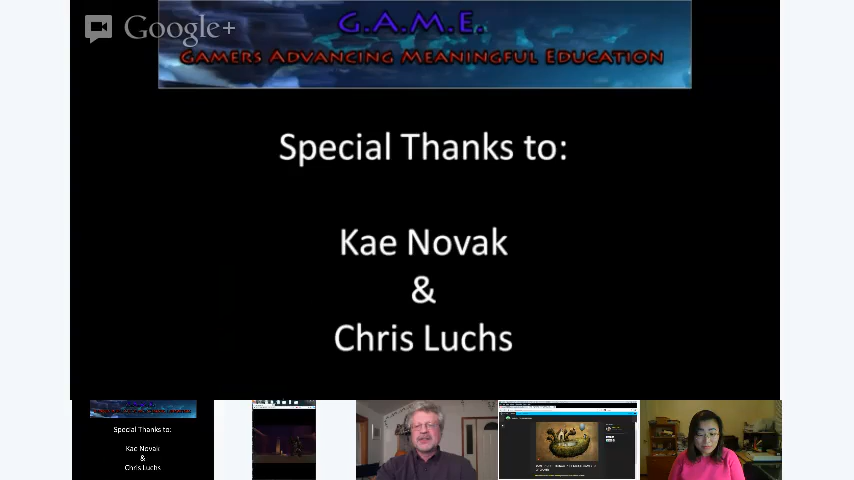 Google+
G.A.M.E.
Gamers Advancing Meaningful Education
Special Thanks to:
Kae Novak
&
Chris Luchs
Special Thanks to:
Kae Novak
&
Chris Luchs